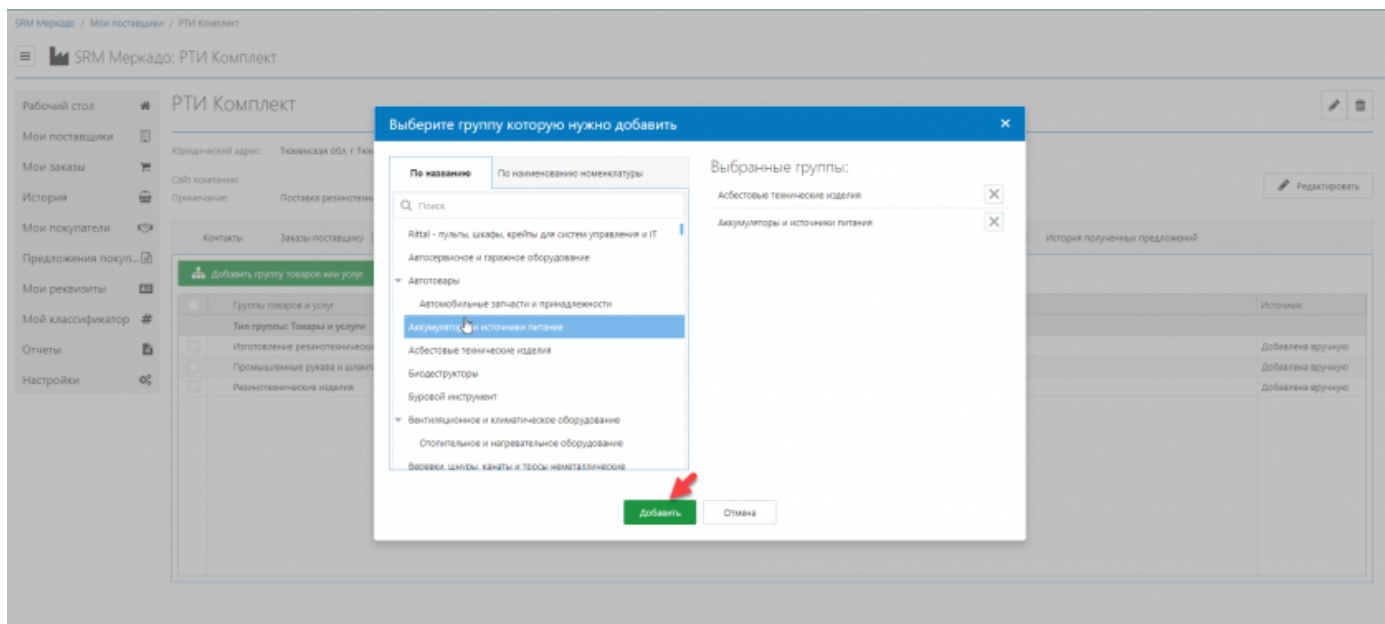 SRM Меркадо / Мои поставщики / РТИ Комплект
SRM Меркадо: РТИ Комплект
Рабочий стол
Мои поставщики
Мои заказы
История
Мои покупатели
Предложения покуп...
Мои реквизиты
Мой классификатор
Отчеты
Настройки
РТИ Комплект
Юридический адрес: Тюменская обл, г
Сайт компании:
Примечание: Поставка
Редактировать
Контакты Заказы поставщику
История полученных предложений
Добавить группу товаров или услуг
Группы товаров и услуг
Источник
Тип группы: Товары и услуги
Изготовление
Добавлена вручную
Промышленные рукава и
Добавлена вручную
Резинотехнические изделия
Добавлена вручную
Выберите группу которую нужно добавить
По названию
По наименованию номенклатуры
Поиск
Rittal - пульты, шкафы, крейты для систем управления и IT
Автосервисное и гаражное оборудование
Автотовары
Автомобильные запчасти и принадлежности
Аккумуляторы и источники питания
Асбестовые технические изделия
Биодеструкторы
Буровой инструмент
Вентиляционное и климатическое оборудование
Отопительное и нагревательное оборудование
Веревки, шнуры, канаты и тросы неметаллические
Выбранные группы:
Асбестовые технические изделия
Аккумуляторы и источники питания
Добавить
Отмена